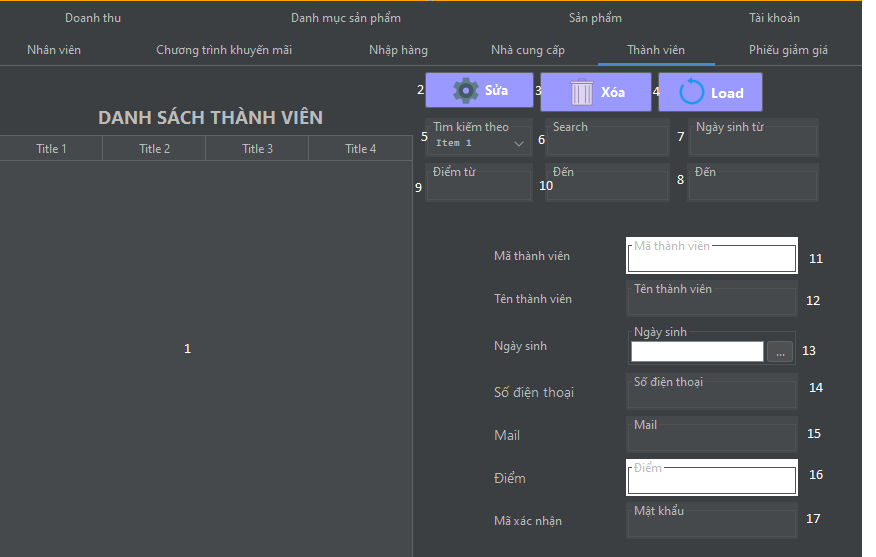 Doanh thu Danh mục sản phẩm Sản phẩm Tài khoản
Nhân viên Chương trình khuyến mãi Nhập hàng Nhà cung cấp Thành viên Phiếu giảm giá
2 Sửa 3 Xóa 4 Load
DANH SÁCH THÀNH VIÊN
Title 1 Title 2 Title 3 Title 4
1
5 Tìm kiếm theo 6 Search 7 Ngày sinh từ
Item 1
9 Điểm từ 10 Đến 8 Đến
Mã thành viên Mã thành viên 11
Tên thành viên Tên thành viên 12
Ngày sinh Ngày sinh ... 13
Số điện thoại Số điện thoại 14
Mail Mail 15
Điểm Điểm 16
Mã xác nhận Mật khẩu 17